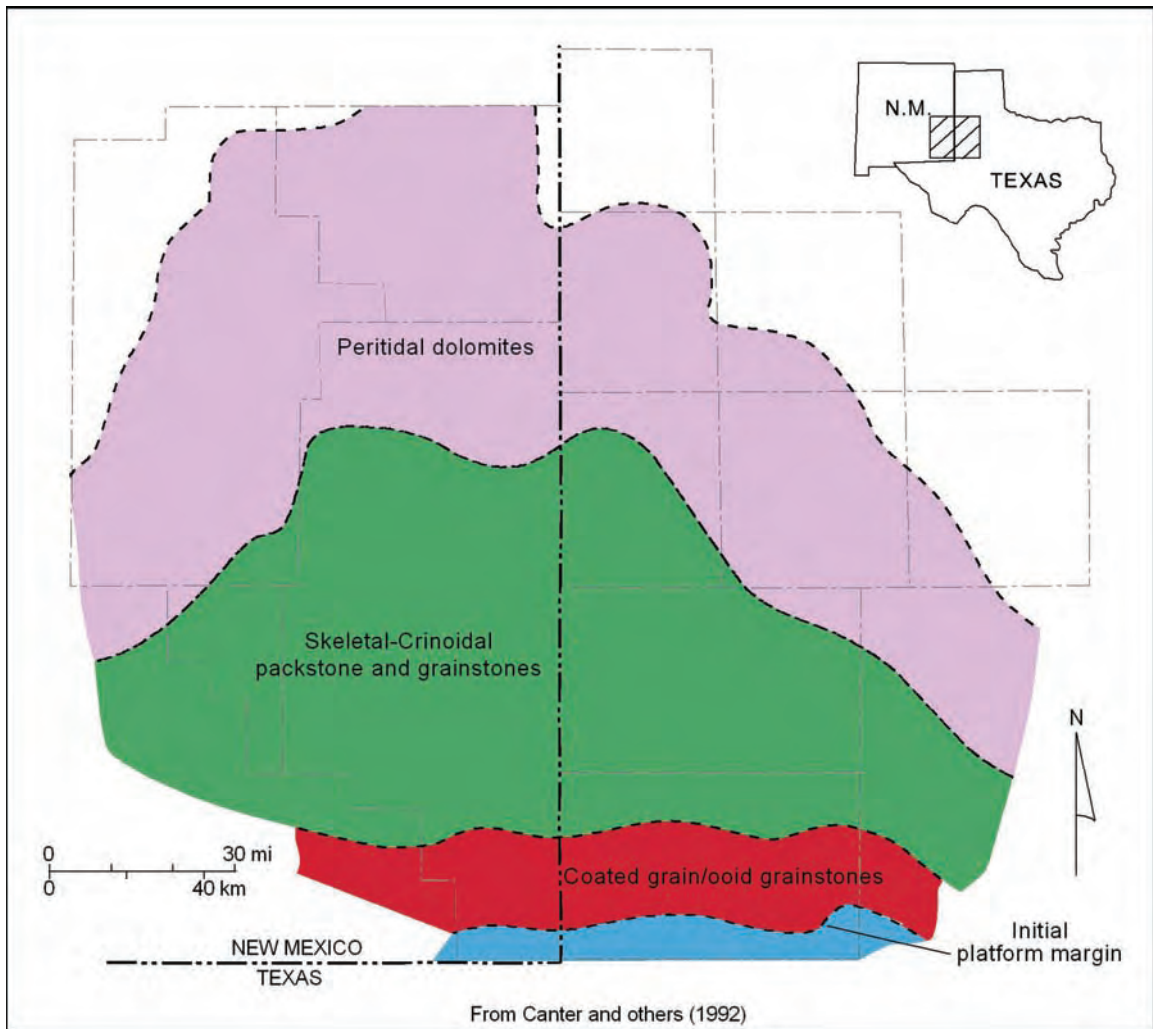 N.M.
TEXAS
Peritidal dolomites
Skeletal-Crinoidal
packstone and grainstones
N
0 30 mi
0 40 km
Coated grain/ooid grainstones
Initial
platform margin
NEW MEXICO
TEXAS
From Canter and others (1992)